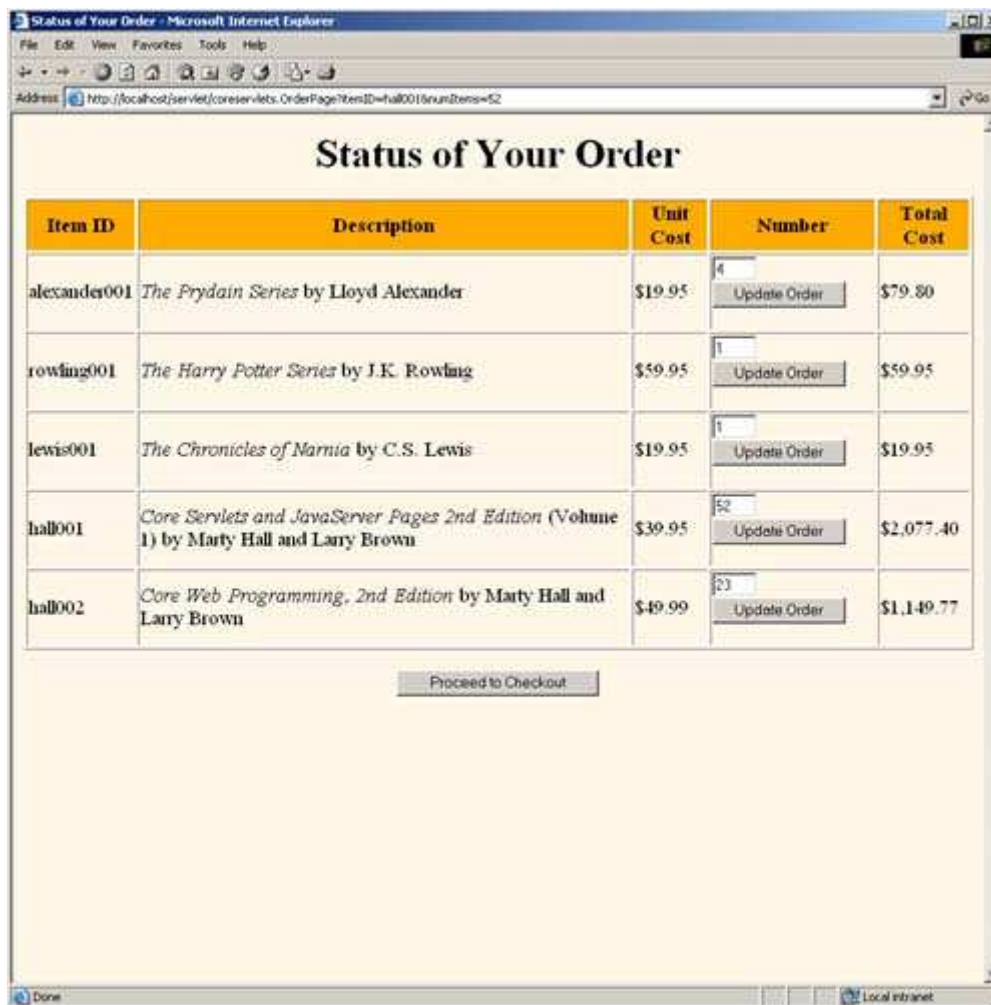 Status of Your Order - Microsoft Internet Explorer
File Edit View Favorites Tools Help
Address http://localhost/servlet/coreservlets.OrderPage?itemID=hall001&numItems=52 Go
Status of Your Order
Item ID Description Unit Cost Number Total Cost
alexander001 The Prydain Series by Lloyd Alexander $19.95 4 Update Order $79.80
rowling001 The Harry Potter Series by J.K. Rowling $59.95 1 Update Order $59.95
lewis001 The Chronicles of Narnia by C.S. Lewis $19.95 1 Update Order $19.95
hall001 Core Servlets and JavaServer Pages 2nd Edition (Volume
1) by Marty Hall and Larry Brown $39.95 52 Update Order $2,077.40
hall002 Core Web Programming, 2nd Edition by Marty Hall and
Larry Brown $49.99 23 Update Order $1,149.77
Proceed to Checkout
Done Local intranet